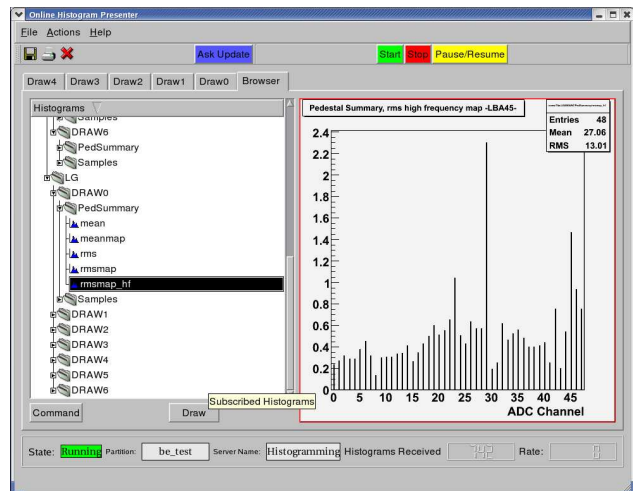 Online Histogram Presenter
File Actions Help
Ask Update
Start Stop Pause/Resume
Draw4 Draw3 Draw2 Draw1 Draw0 Browser
Histograms
Samples
DRAW6
PedSummary
Samples
LG
DRAW0
PedSummary
mean
meanmap
rms
rmsmap
rmsmap_hf
Samples
DRAW1
DRAW2
DRAW3
DRAW4
DRAW5
DRAW6
Subscribed Histograms
Command Draw
Pedestal Summary, rms high frequency map -LBA45-
Entries 48
Mean 27.06
RMS 13.01
2.4
2.2
2
1.8
1.6
1.4
1.2
1
0.8
0.6
0.4
0.2
0
0 5 10 15 20 25 30 35 40 45
ADC Channel
State: Running Partition: be_test Server Name: Histogramming Histograms Received 742 Rate: 0